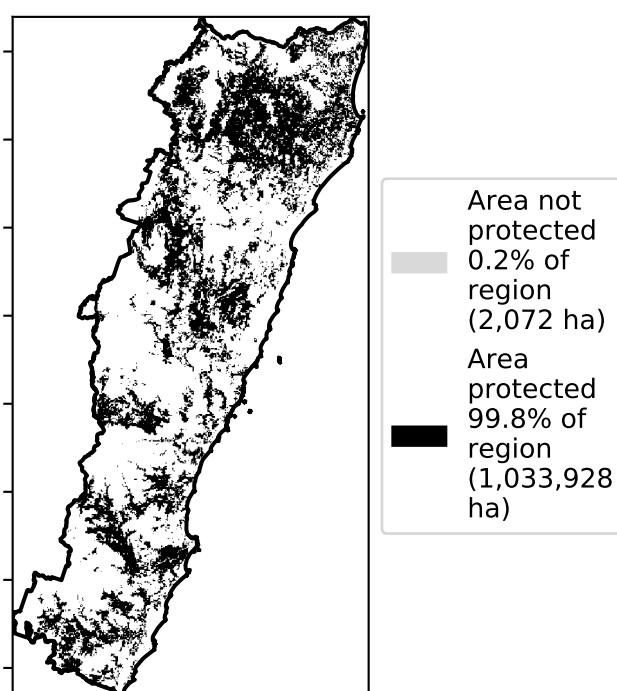 Area not
protected
0.2% of
region
(2,072 ha)
Area
protected
99.8% of
region
(1,033,928
ha)